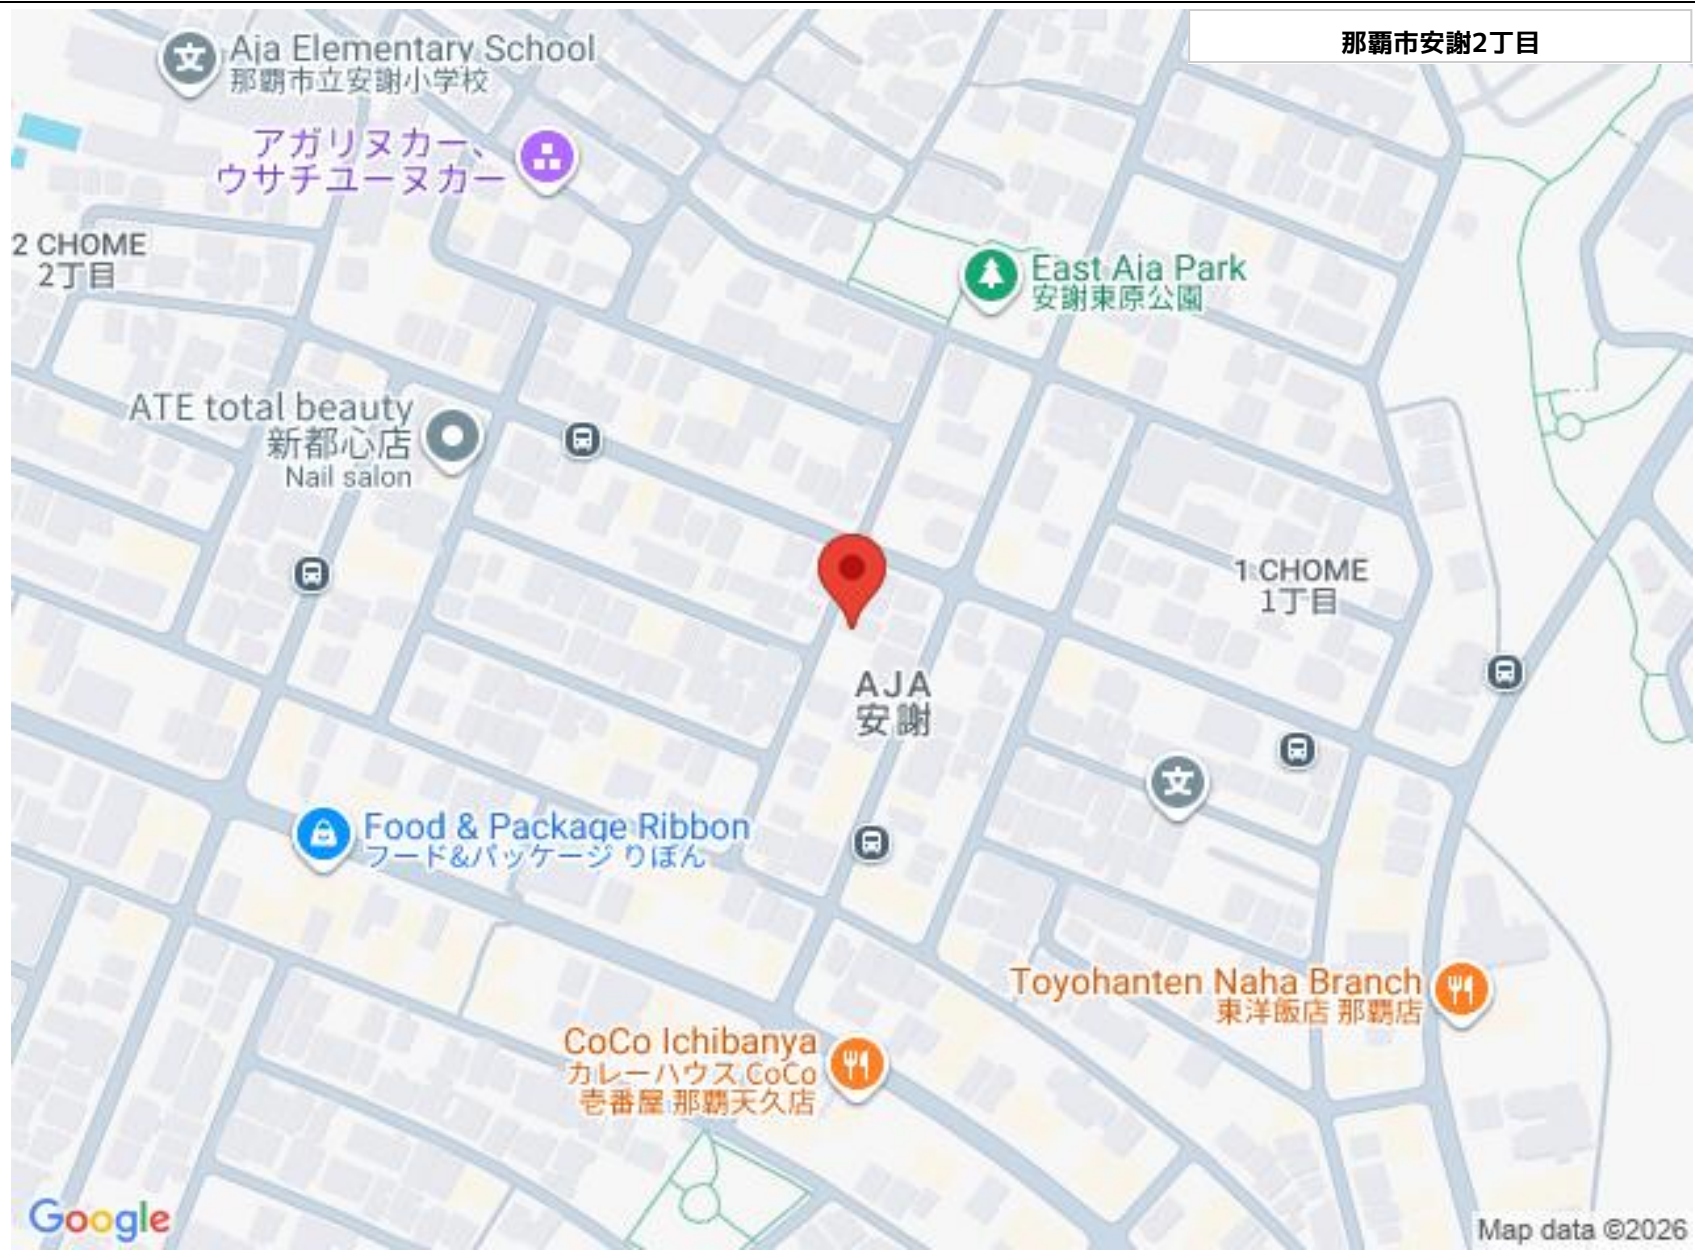 那覇市安謝2丁目
Aja Elementary School
那覇市立安謝小学校
アガリヌカー、
ウサチユーヌカー
2 CHOME
2丁目
East Aja Park
安謝東原公園
ATE total beauty
新都心店
Nail salon
1 CHOME
1丁目
AJA
安謝
文
Food & Package Ribbon
フード&パッケージ りぼん
Toyohanten Naha Branch
東洋飯店 那覇店
CoCo Ichibanya
カレーハウス CoCo
壱番屋 那覇天久店
Google
Map data ©2026